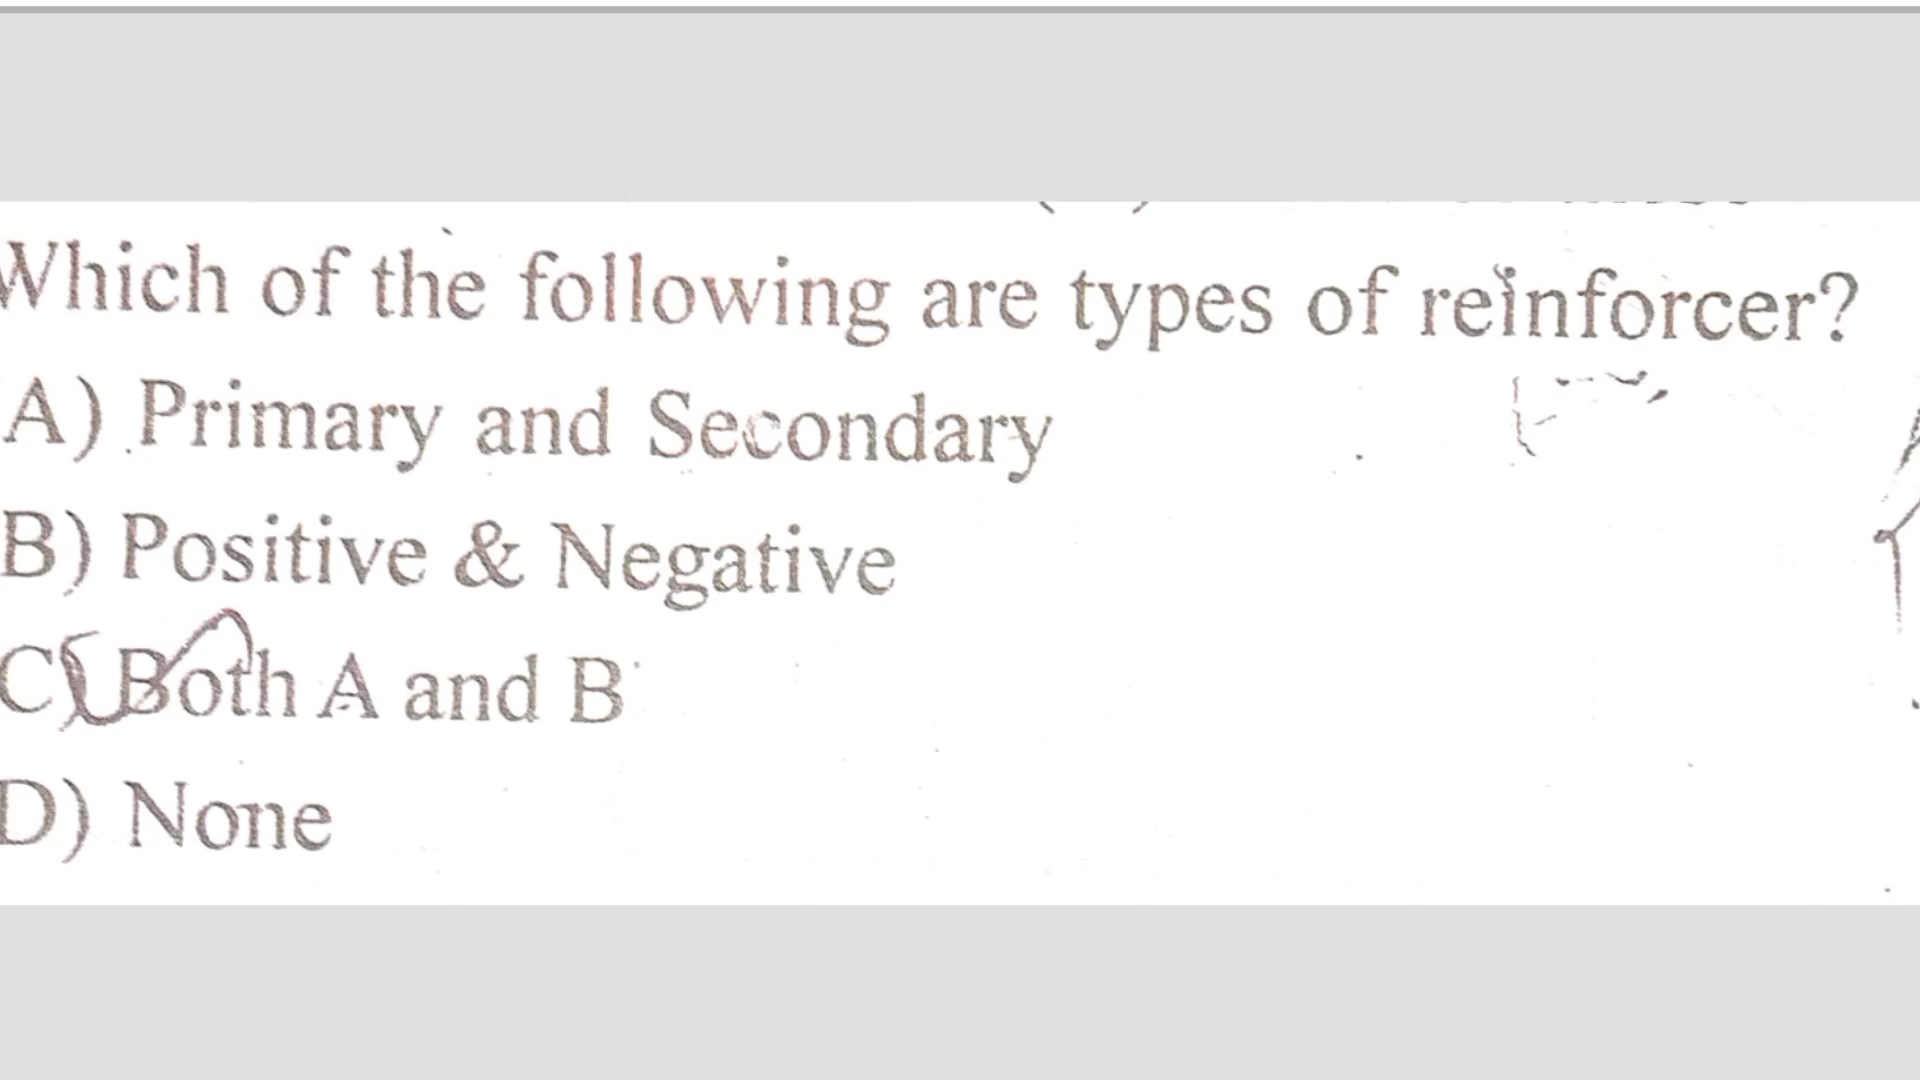 Which of the following are types of reinforcer?
A) Primary and Secondary
B) Positive & Negative
C) Both A and B
D) None